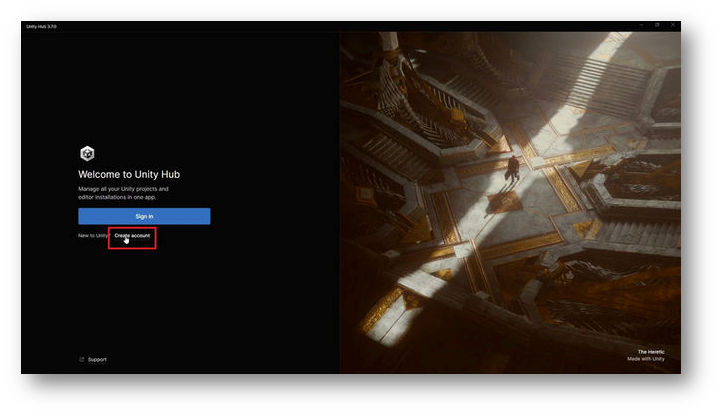 Unity Hub 3.7.0
Welcome to Unity Hub
Manage all your Unity projects and
editor installations in one app.
Sign in
New to Unity? Create account
Support
The Heretic
Made with Unity